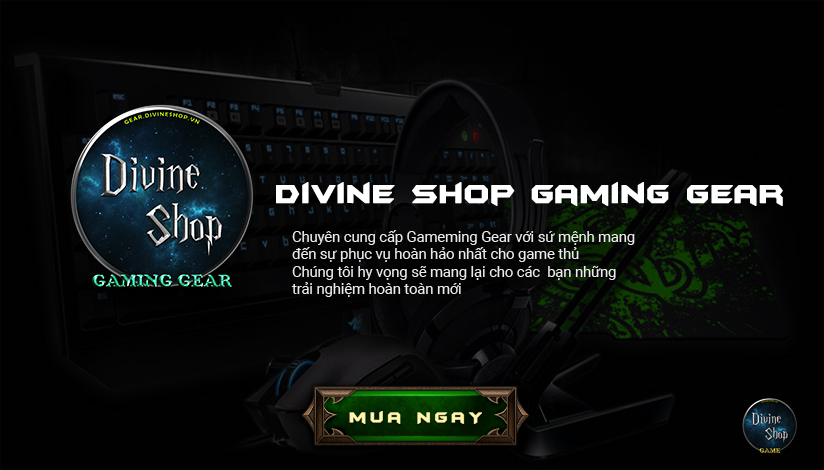 GEAR.DIVINESHOP.VN
Divine
Shop
GAMING GEAR
DIVINE SHOP GAMING GEAR
Chuyên cung cấp Gameming Gear với sứ mệnh mang
đến sự phục vụ hoàn hảo nhất cho game thủ
Chúng tôi hy vọng sẽ mang lại cho các  bạn những
trải nghiệm hoàn toàn mới
MUA NGAY
Divine
Shop
GAME